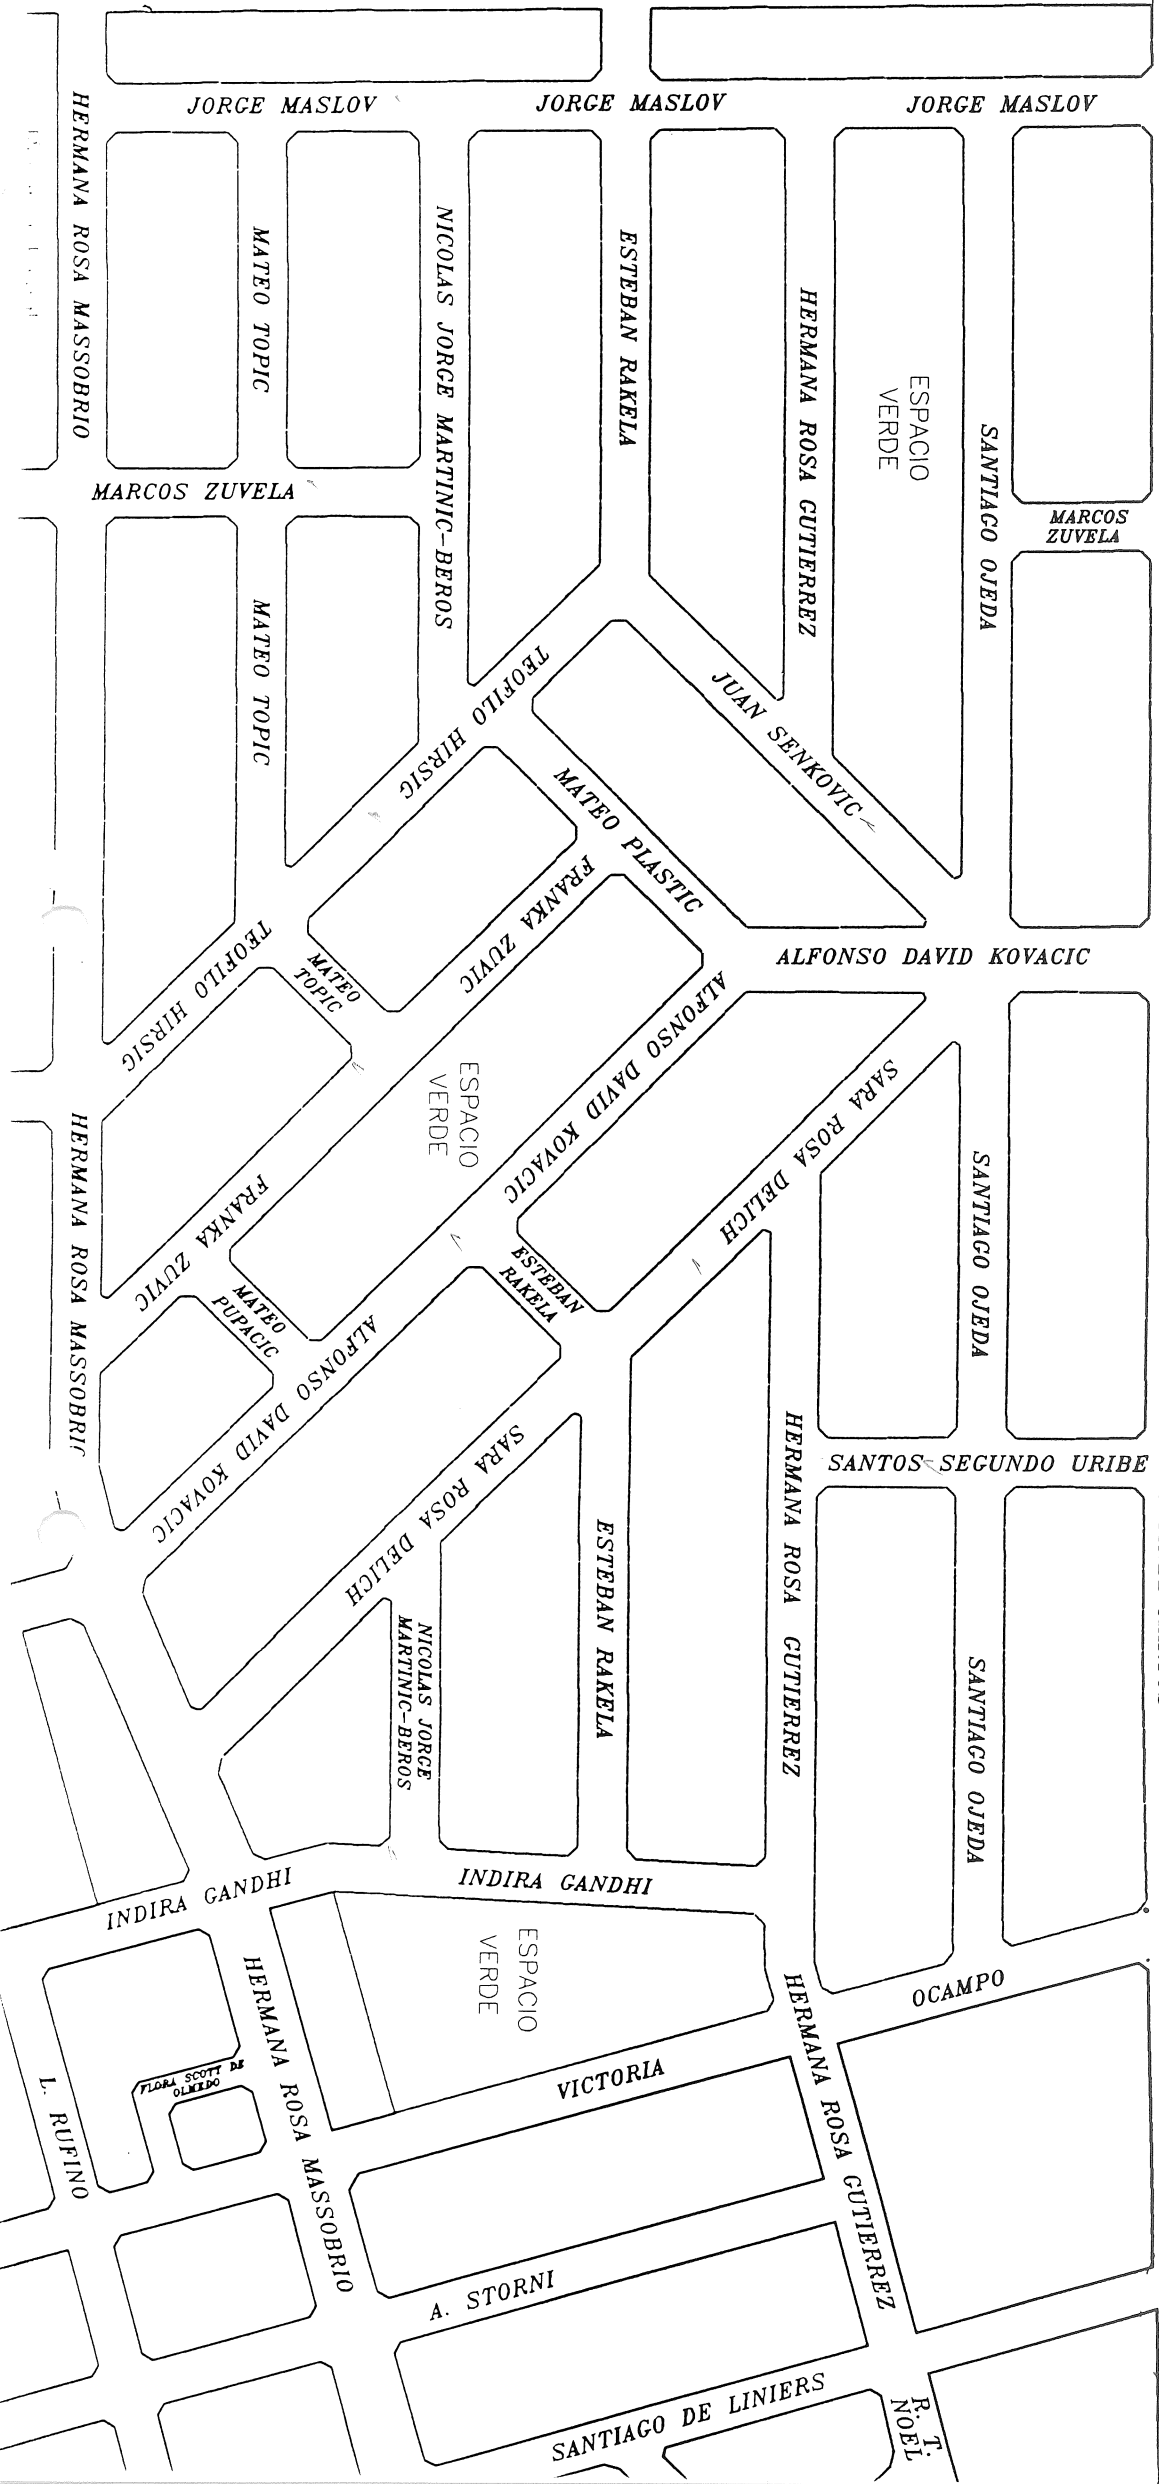 JORGE MASLOV
JORGE MASLOV
JORGE MASLOV
HERMANA ROSA MASSOBRIO
MATEO TOPIC
NICOLAS JORGE MARTINIC-BEROS
ESTEBAN RAKELA
HERMANA ROSA GUTIERREZ
ESPACIO
VERDE
SANTIAGO OJEDA
MARCOS ZUVELA
MARCOS
ZUVELA
MATEO TOPIC
TEOFILO HIRSIG
JUAN SENKOVIC
MATEO PLASTIC
FRANKA ZUVIC
ALFONSO DAVID KOVACIC
TEOFILO HIRSIG
MATEO
TOPIC
ALFONSO DAVID KOVACIC
ESPACIO
VERDE
SARA ROSA DELICH
HERMANA ROSA MASSOBRIO
FRANKA ZUVIC
SANTIAGO OJEDA
MATEO
PUPACIC
ESTEBAN
RAKELA
ALFONSO DAVID KOVACIC
SARA ROSA DELICH
HERMANA ROSA GUTIERREZ
SANTOS SEGUNDO URIBE
ESTEBAN RAKELA
NICOLAS JORGE
MARTINIC-BEROS
SANTIAGO OJEDA
INDIRA GANDHI
INDIRA GANDHI
ESPACIO
VERDE
HERMANA ROSA MASSOBRIO
HERMANA ROSA GUTIERREZ
OCAMPO
VICTORIA
FLORA SCOTT DE
OLMEDO
L. RUFINO
A. STORNI
SANTIAGO DE LINIERS
R. T.
NOEL